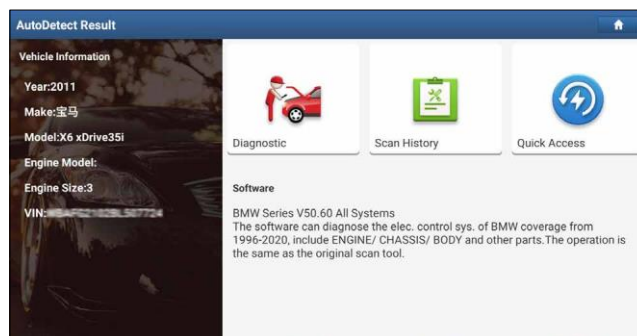 AutoDetect Result
Vehicle Information
Year:2011
Make:宝马
Model:X6 xDrive35i
Engine Model:
Engine Size:3
VIN:
Diagnostic
Scan History
Quick Access
Software
BMW Series V50.60 All Systems
The software can diagnose the elec. control sys. of BMW coverage from
1996-2020, include ENGINE/ CHASSIS/ BODY and other parts.The operation is
the same as the original scan tool.